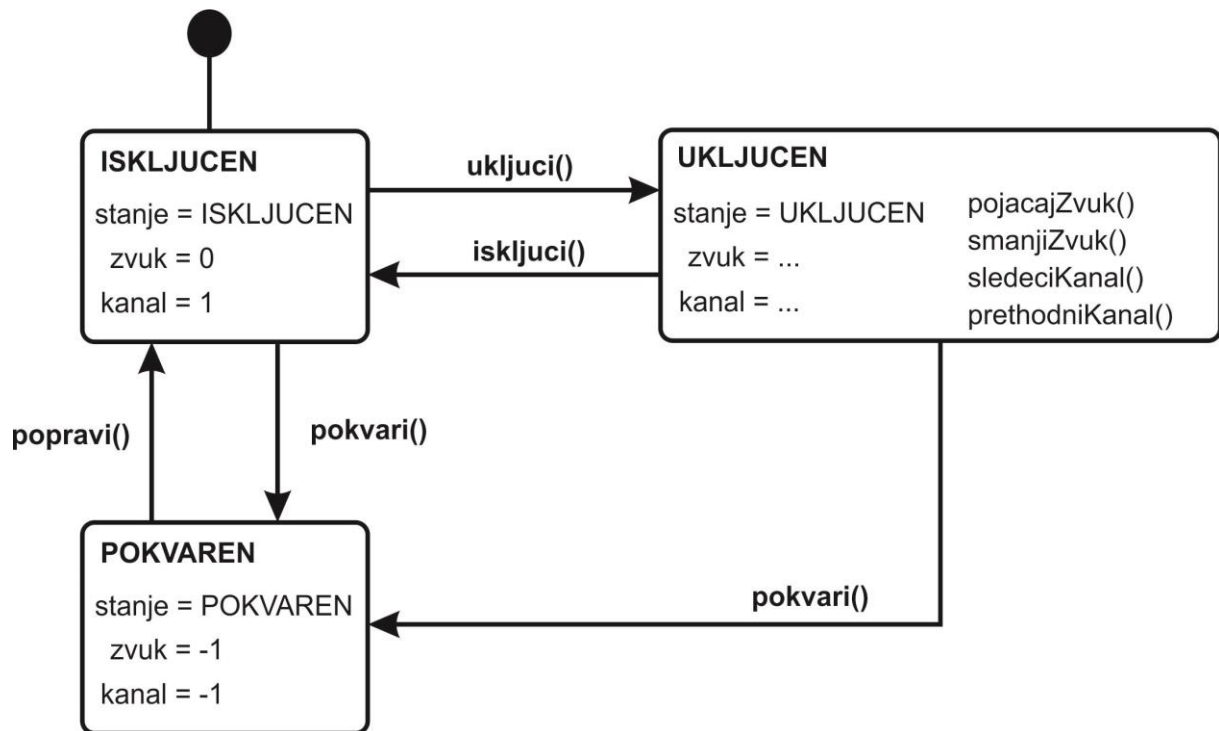 ISKLJUCEN
stanje = ISKLJUCEN
zvuk = 0
kanal = 1
ukljuci()
iskljuci()
UKLJUCEN
stanje = UKLJUCEN
zvuk = ...
kanal = ...
pojacajZvuk()
smanjiZvuk()
sledeciKanal()
prethodniKanal()
popravi()
pokvari()
POKVAREN
stanje = POKVAREN
zvuk = -1
kanal = -1
pokvari()